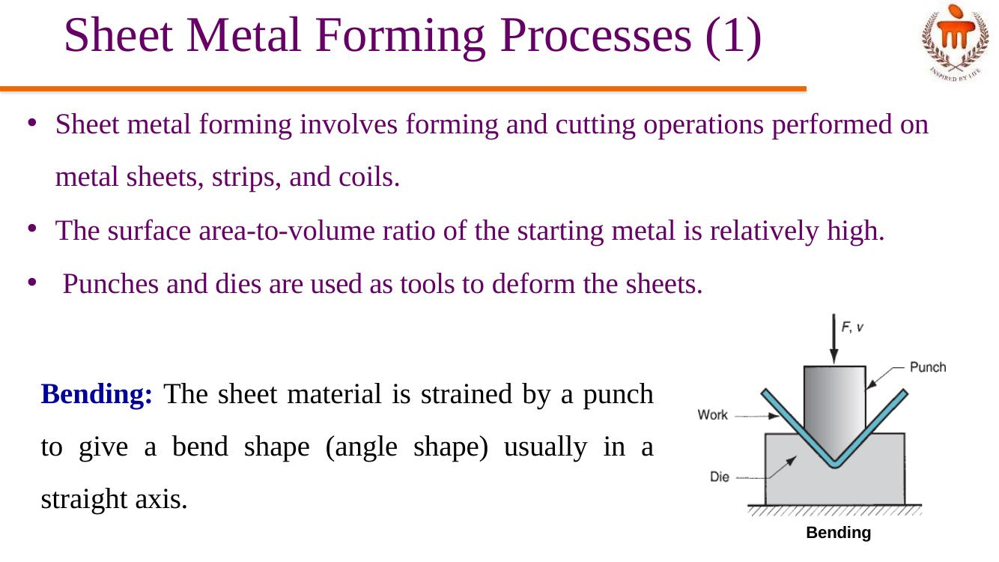 Sheet Metal Forming Processes (1)
INSPIRED BY LIFE
• Sheet metal forming involves forming and cutting operations performed on
metal sheets, strips, and coils.
• The surface area-to-volume ratio of the starting metal is relatively high.
• Punches and dies are used as tools to deform the sheets.
Bending: The sheet material is strained by a punch
to give a bend shape (angle shape) usually in a
straight axis.
F, v
Punch
Work
Die
Bending